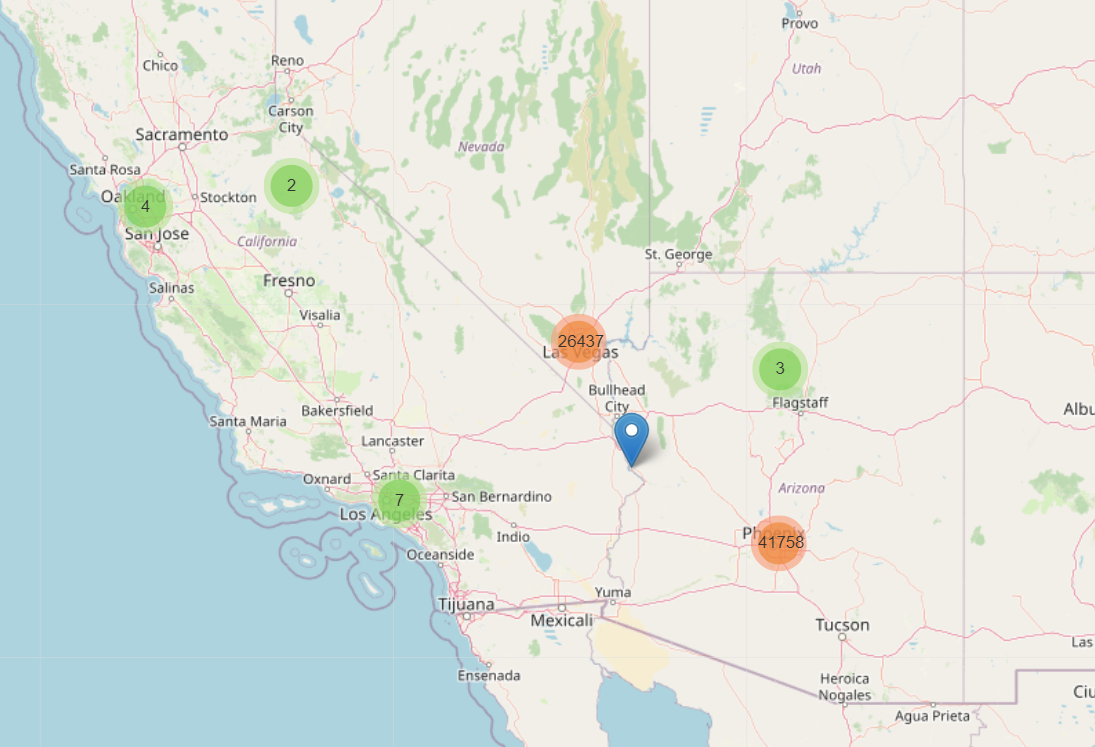 Provo
Chico
Reno
Utah
Carson
City
Sacramento
Nevada
Santa Rosa
2
Oakland
4
Stockton
San Jose
California
St. George
Fresno
Salinas
Visalia
26437
Las Vegas
3
Bullhead
City
Flagstaff
Bakersfield
Albu
Santa Maria
Lancaster
Oxnard
Santa Clarita
Arizona
7
San Bernardino
Los Angeles
Indio
Phoenix
41758
Oceanside
Yuma
Tijuana
Mexicali
Tucson
Las
Ensenada
Heroica
Nogales
Ciu
Agua Prieta